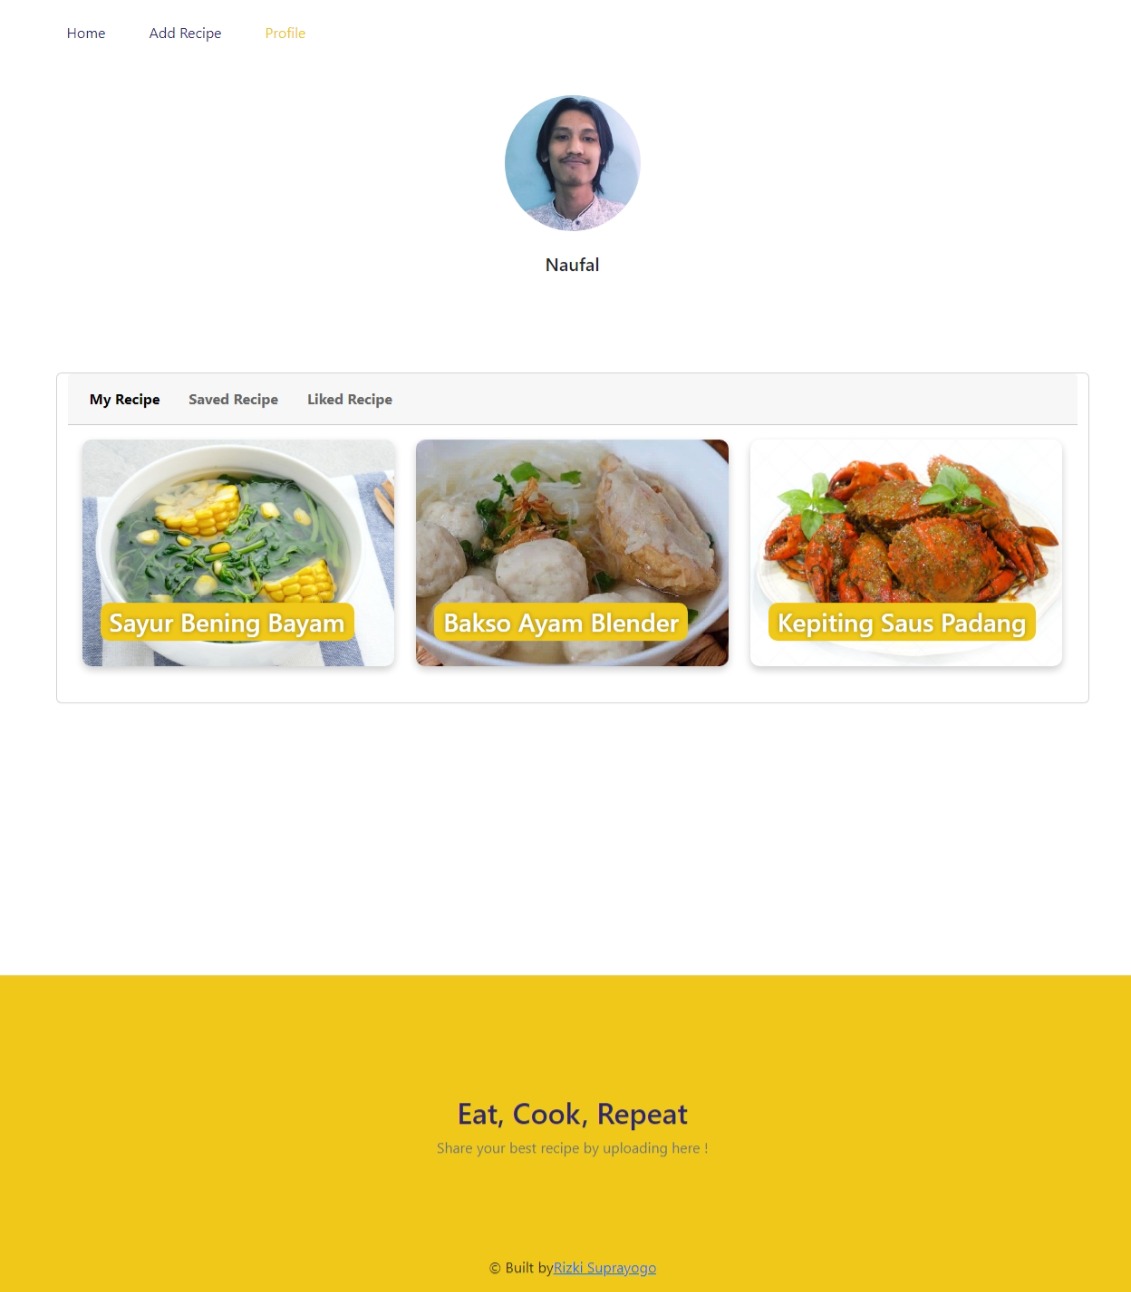 Home Add Recipe Profile
Naufal
My Recipe Saved Recipe Liked Recipe
Sayur Bening Bayam
Bakso Ayam Blender
Kepiting Saus Padang
Eat, Cook, Repeat
Share your best recipe by uploading here !
© Built byRizki Suprayogo